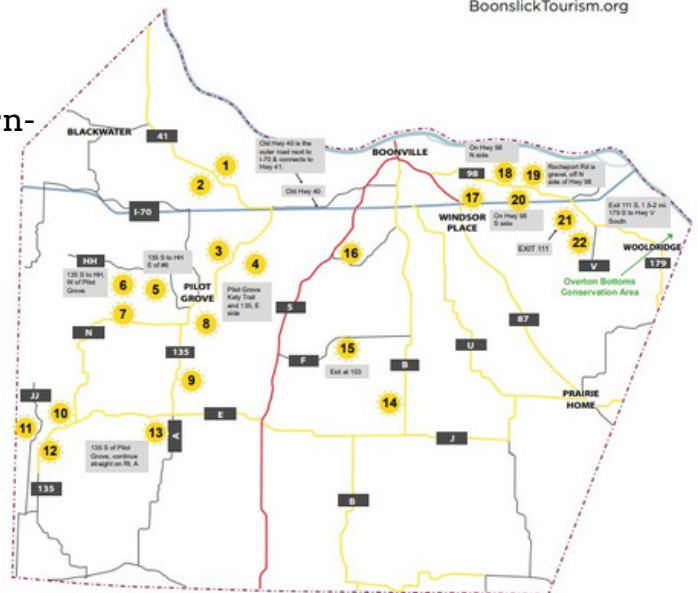 BoonslickTourism.org
n-
BLACKWATER
41
Old Hwy 40 is the
outer road next to
I-70 & connects to
Hwy 41.
Old Hwy 40
BOONVILLE
On Hwy 98
N side
98
18
19
Rocheport Rd is
gravel, off N
side of Hwy 98
1
2
I-70
17
20
WINDSOR
PLACE
On Hwy 98
S side
21
Exit 111 S, 1.5-2 mi.
179 S to Hwy V
South
EXIT 111
22
WOOLDRIDGE
V
179
Overton Bottoms
Conservation Area
3
4
16
HH
135 S to HH
E of #6
135 S to HH,
W of Pilot
Grove
6
5
PILOT
GROVE
Pilot Grove
Katy Trail
and 135, E
side
7
8
5
87
N
135
F
15
Exit at 103
B
U
9
14
PRAIRIE
HOME
JJ
10
11
12
E
13
A
135 S of Pilot
Grove, continue
straight on Rt. A
J
135
B